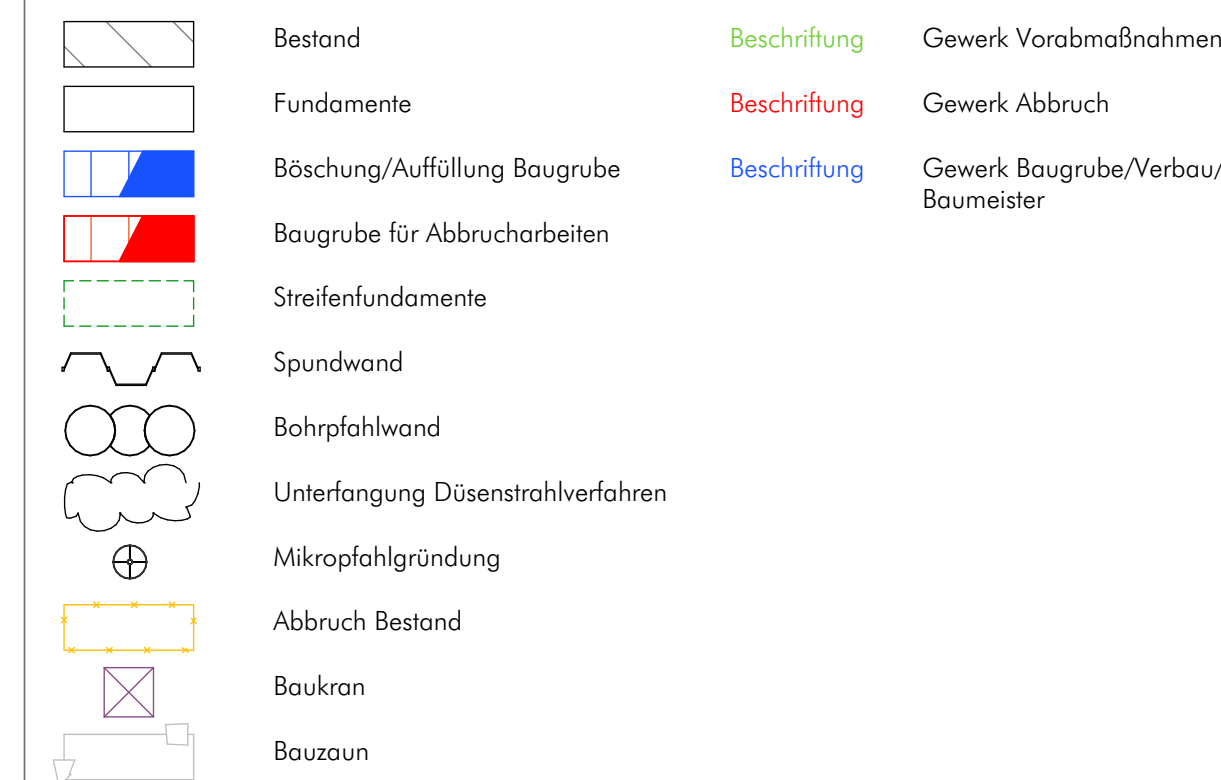 Bestand
Fundamente
Böschung/Auffüllung Baugrube
Baugrube für Abbrucharbeiten
Streifenfundamente
Spundwand
Bohrpfahlwand
Unterfangung Düsenstrahlverfahren
Mikropfahlgründung
Abbruch Bestand
Baukran
Bauzaun
Beschriftung Gewerk Vorabmaßnahmen
Beschriftung Gewerk Abbruch
Beschriftung Gewerk Baugrube/Verbau/
Baumeister